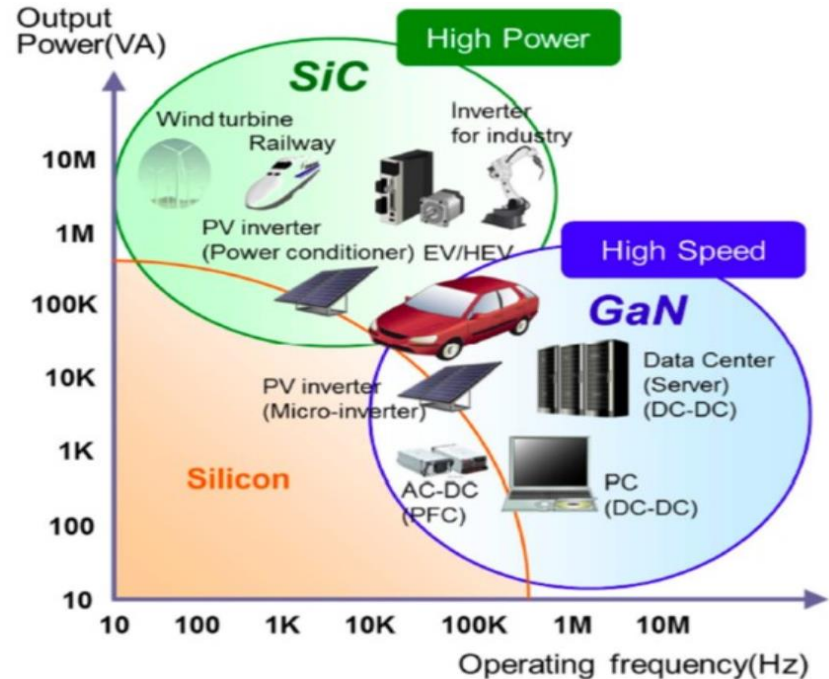 Output
Power(VA)
High Power
SiC
Wind turbine
Railway
Inverter
for industry
10M
PV inverter
(Power conditioner)
EV/HEV
1M
High Speed
100K
GaN
PV inverter
(Micro-inverter)
Data Center
(Server)
(DC-DC)
10K
1K
Silicon
AC-DC
(PFC)
PC
(DC-DC)
100
10
10 100 1K 10K 100K 1M 10M
Operating frequency(Hz)